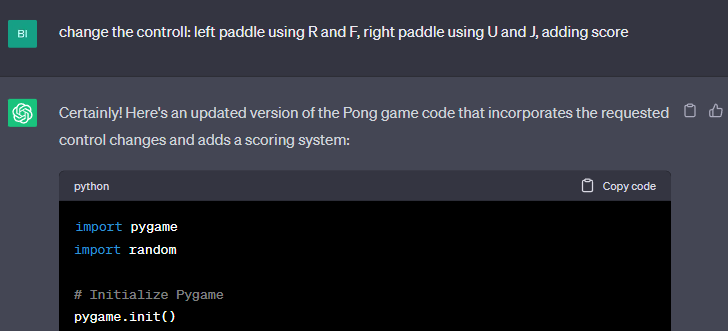 BI
change the controll: left paddle using R and F, right paddle using U and J, adding score
Certainly! Here's an updated version of the Pong game code that incorporates the requested
control changes and adds a scoring system:
python
Copy code
import pygame
import random
# Initialize Pygame
pygame.init()